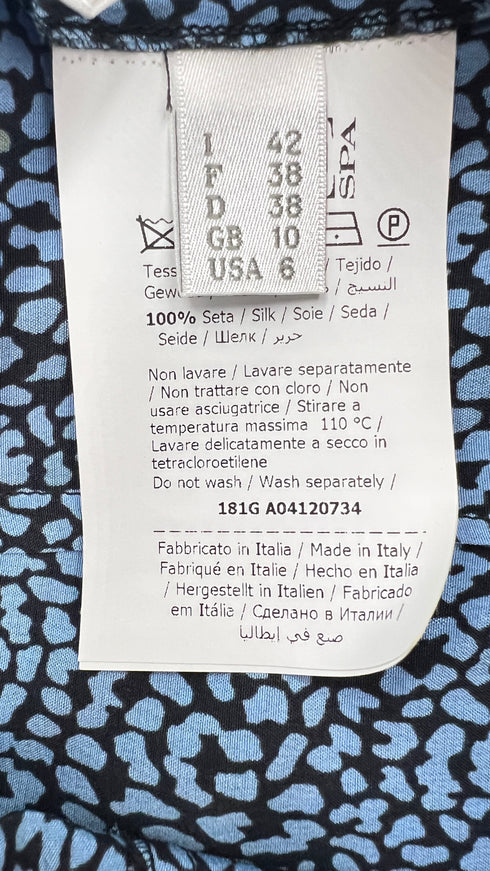 I 42
F 38
D 38
GB 10
USA 6
SPA
P
/ Tejido /
/ النسيج
100% Seta / Silk / Soie / Seda /
Seide / Шелк / حرير
Non lavare / Lavare separatamente
/ Non trattare con cloro / Non
usare asciugatrice / Stirare a
temperatura massima 110 °C /
Lavare delicatamente a secco in
tetracloroetilene
Do not wash / Wash separately /
181G A04120734
Fabbricato in Italia / Made in Italy /
Fabriqué en Italie / Hecho en Italia
/ Hergestellt in Italien / Fabricado
em Itália / Сделано в Италии /
صنع في إيطاليا